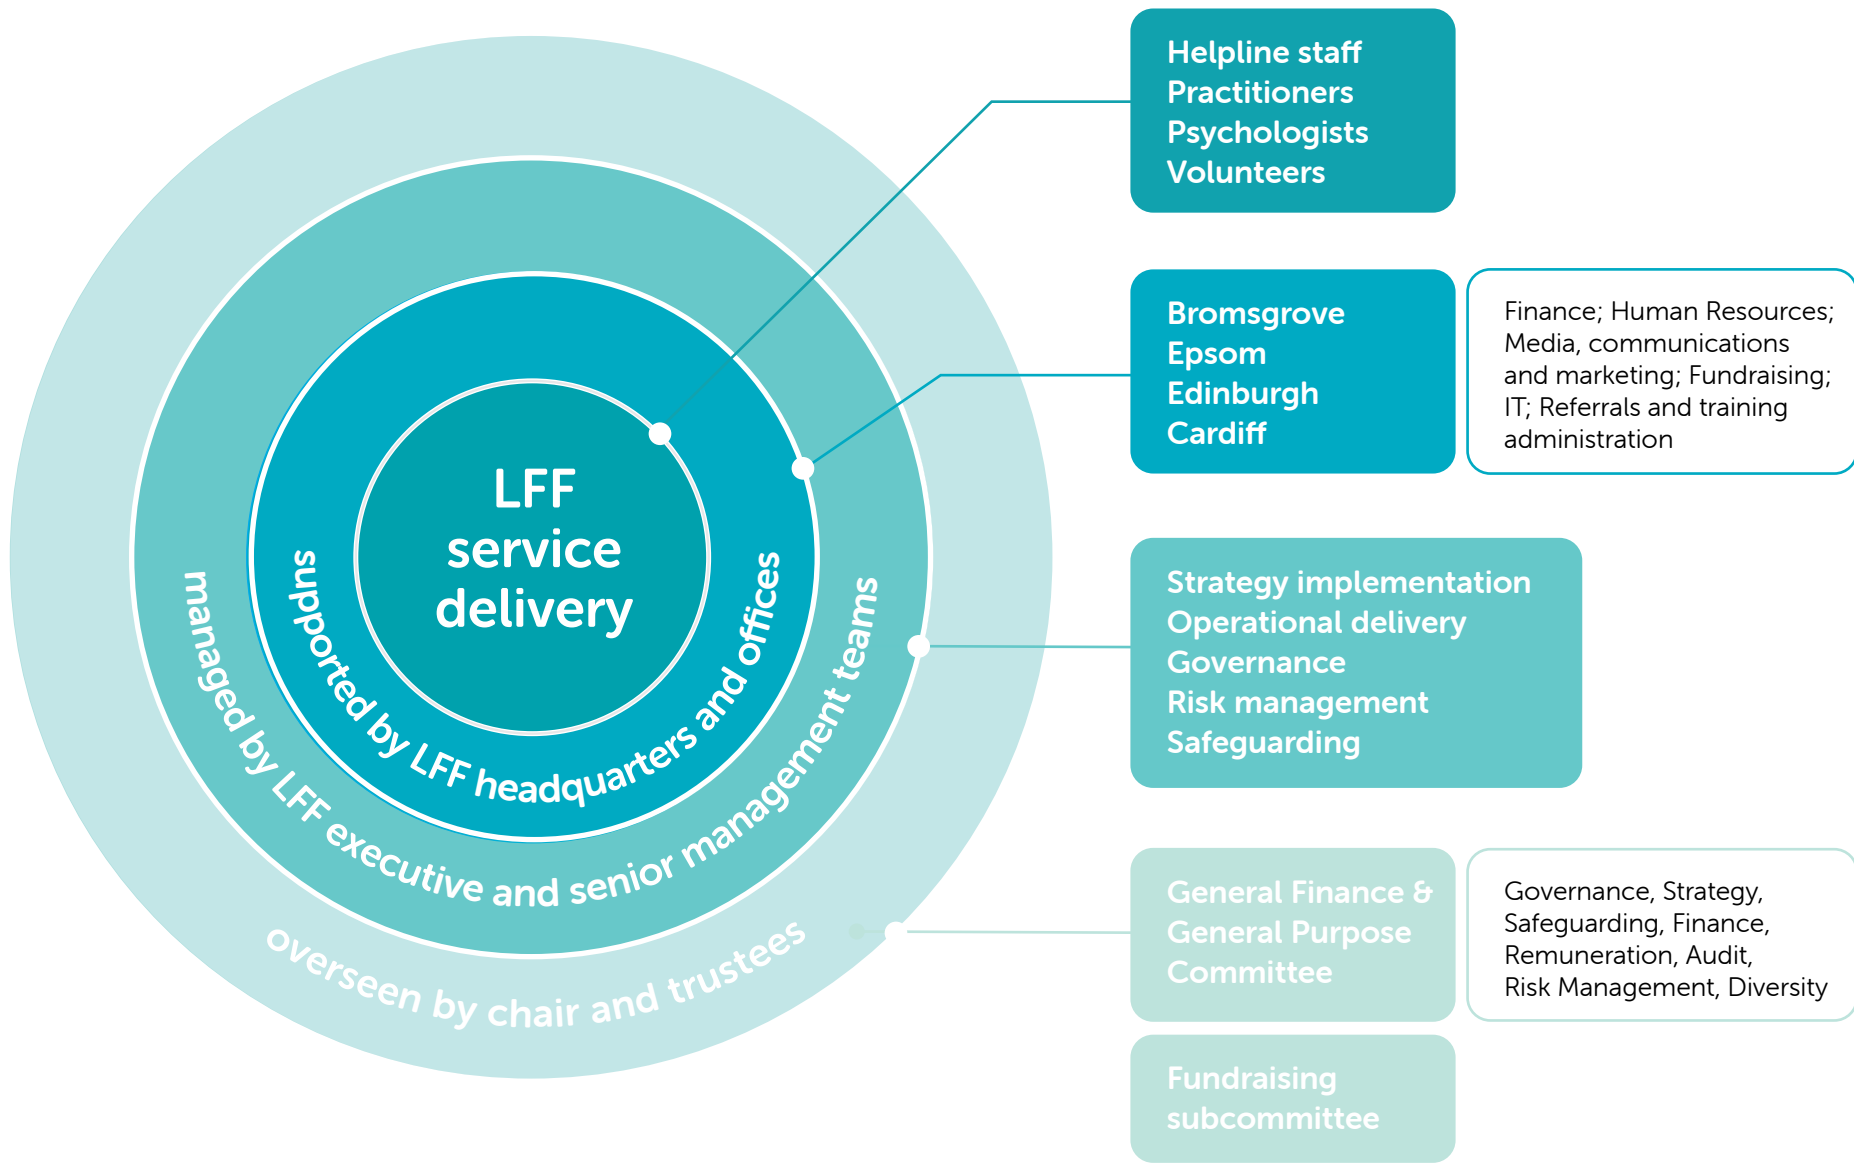 LFF
service
delivery
supported by LFF headquarters and offices
managed by LFF executive and senior management teams
overseen by chair and trustees
Helpline staff
Practitioners
Psychologists
Volunteers
Bromsgrove
Epsom
Edinburgh
Cardiff
Finance; Human Resources;
Media, communications
and marketing; Fundraising;
IT; Referrals and training
administration
Strategy implementation
Operational delivery
Governance
Risk management
Safeguarding
General Finance &
General Purpose
Committee
Governance, Strategy,
Safeguarding, Finance,
Remuneration, Audit,
Risk Management, Diversity
Fundraising
subcommittee